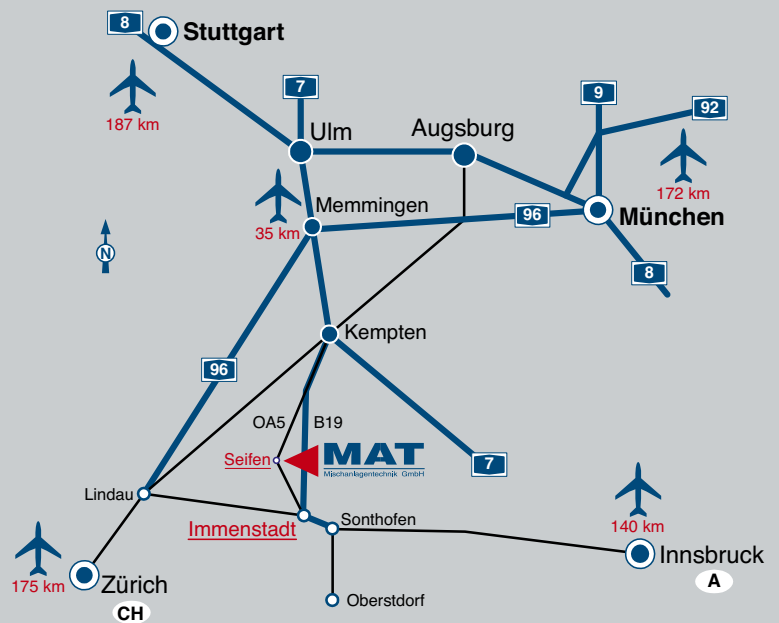 8
Stuttgart
187 km
7
Ulm
Augsburg
9
92
172 km
Memmingen
35 km
96
München
N
8
Kempten
96
OA5
B19
MAT
Mischanlagentechnik GmbH
Seifen
7
Lindau
Immenstadt
Sonthofen
140 km
Innsbruck
A
175 km
Zürich
CH
Oberstdorf